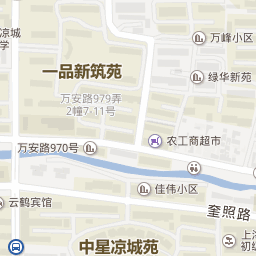 凉城
学
万峰小区
一品新筑苑
绿华新苑
万安路979弄
2幢7-11号
农工商超市
万安路970号
佳伟小区
云鹤宾馆
奎照路
上海
初级
中星凉城苑